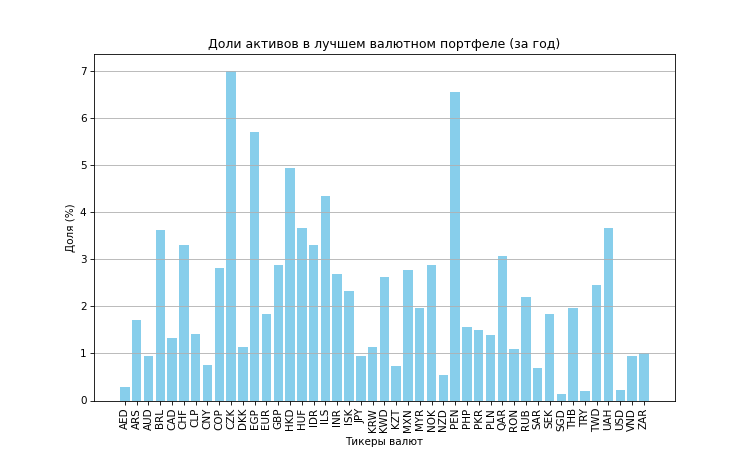 Доли активов в лучшем валютном портфеле (за год)
Доля (%)
7
6
5
4
3
2
1
0
AED ARS AUD BRL CAD CHF CLP CNY COP CZK DKK EGP EUR GBP HKD HUF IDR ILS INR ISK JPY KRW KWD KZT MXN MYR NOK NZD PEN PHP PKR PLN QAR RON RUB SAR SEK SGD THB TRY TWD UAH USD VND ZAR
Тикеры валют